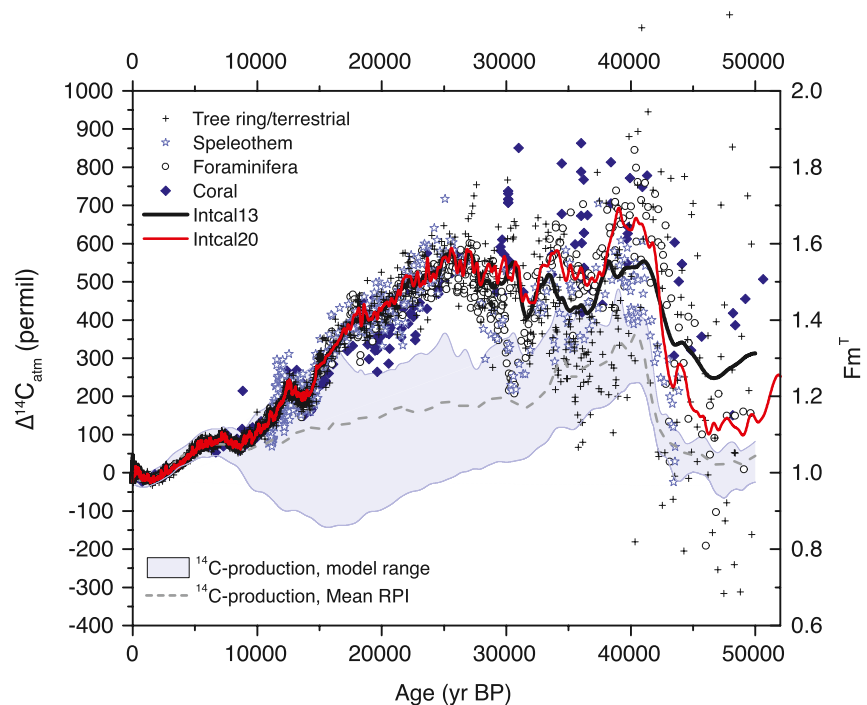 0 10000 20000 30000 40000 50000
1000
900
800
700
600
500
400
300
200
100
0
-100
-200
-300
-400
2.0
1.8
1.6
1.4
1.2
1.0
0.8
0.6
Δ¹⁴C_atm (permil)
Fm^T
Tree ring/terrestrial
Speleothem
Foraminifera
Coral
Intcal13
Intcal20
¹⁴C-production, model range
¹⁴C-production, Mean RPI
0 10000 20000 30000 40000 50000
Age (yr BP)